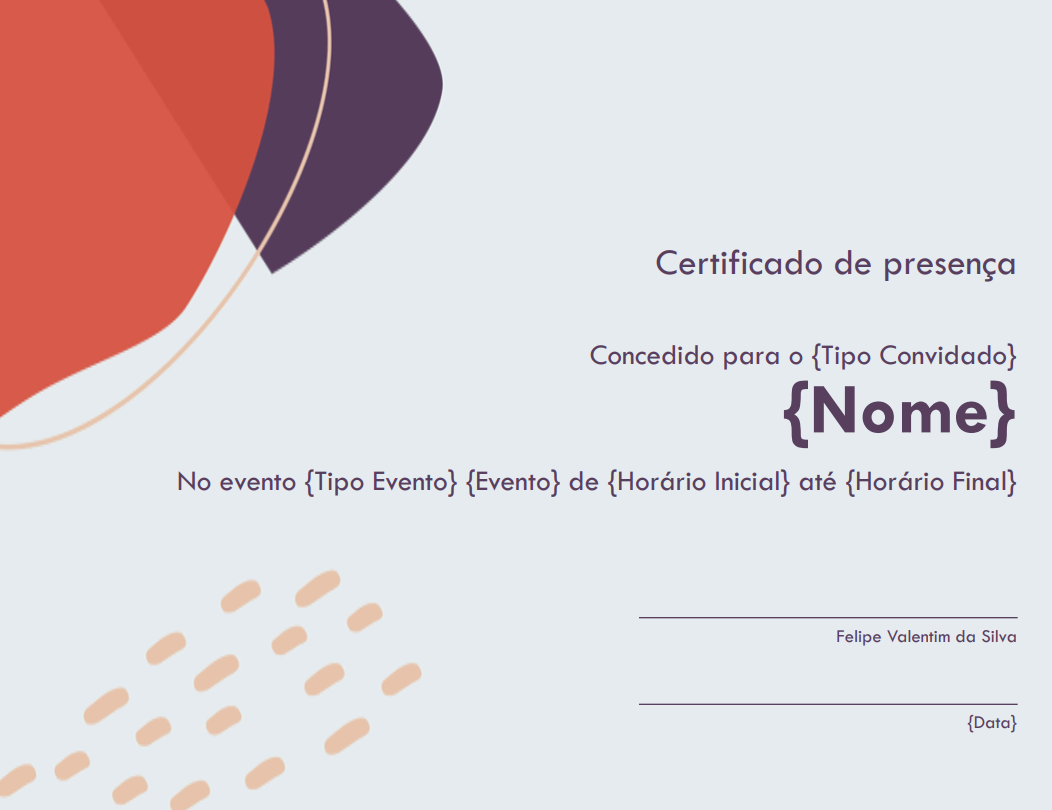 Certificado de presença
Concedido para o {Tipo Convidado}
{Nome}
No evento {Tipo Evento} {Evento} de {Horário Inicial} até {Horário Final}
Felipe Valentim da Silva
{Data}